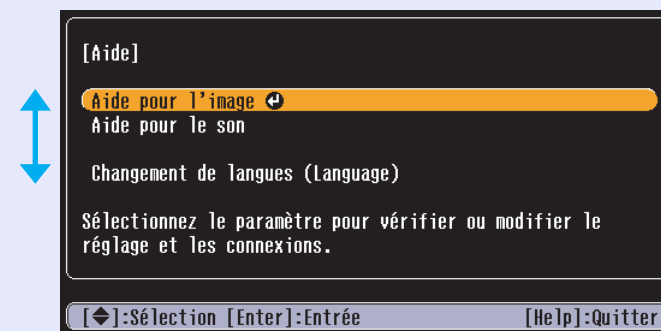 [Aide]
Aide pour l'image
Aide pour le son
Changement de langues (Language)
Sélectionnez le paramètre pour vérifier ou modifier le
réglage et les connexions.
[◆]:Sélection [Enter]:Entrée [Help]:Quitter